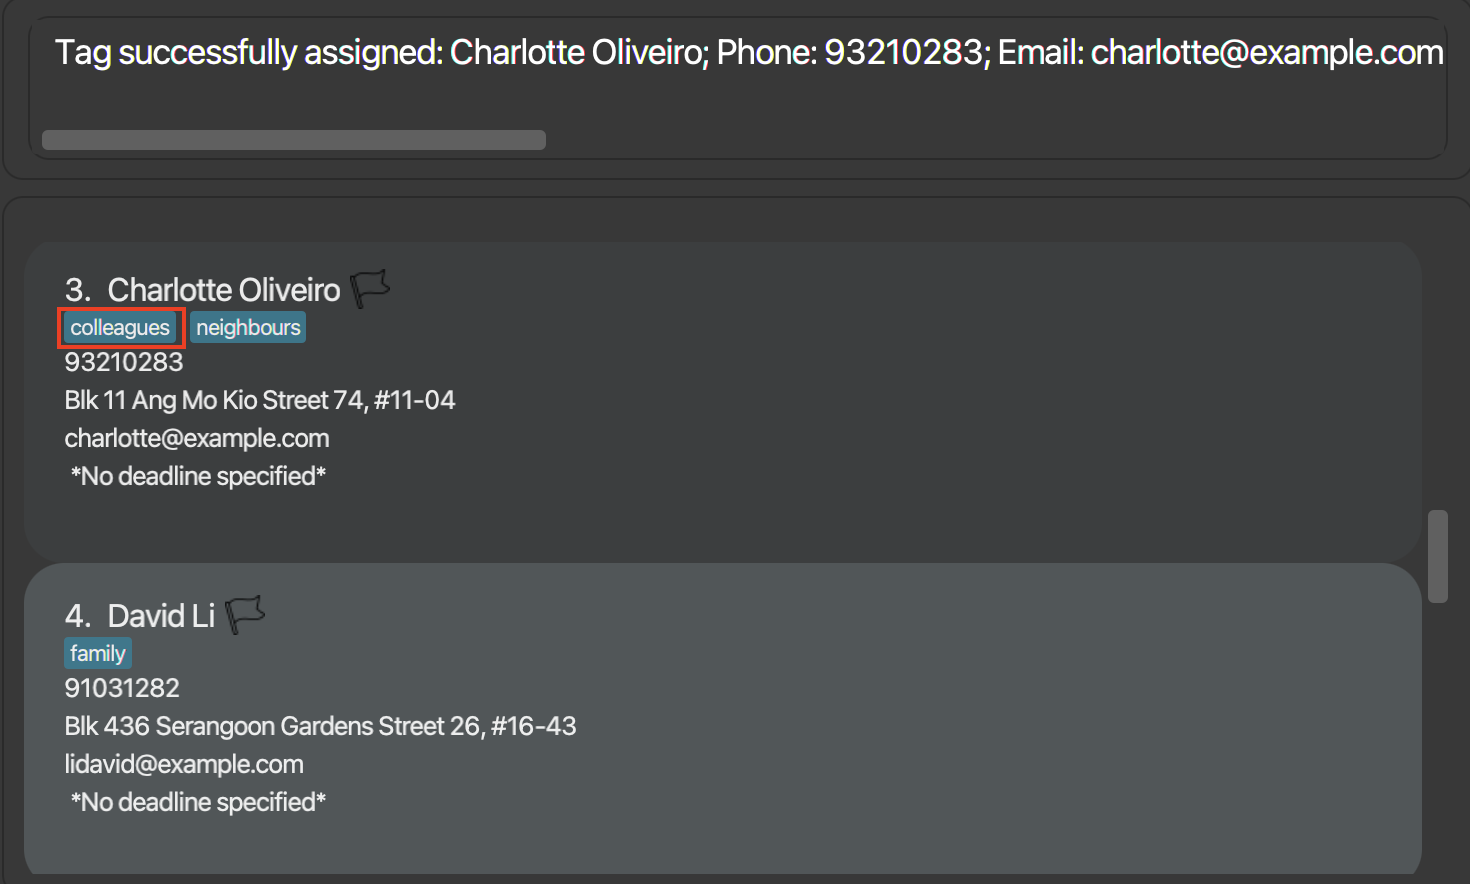 Tag successfully assigned: Charlotte Oliveiro; Phone: 93210283; Email: charlotte@example.com
3. Charlotte Oliveiro
colleagues neighbours
93210283
Blk 11 Ang Mo Kio Street 74, #11-04
charlotte@example.com
*No deadline specified*
4. David Li
family
91031282
Blk 436 Serangoon Gardens Street 26, #16-43
lidavid@example.com
*No deadline specified*